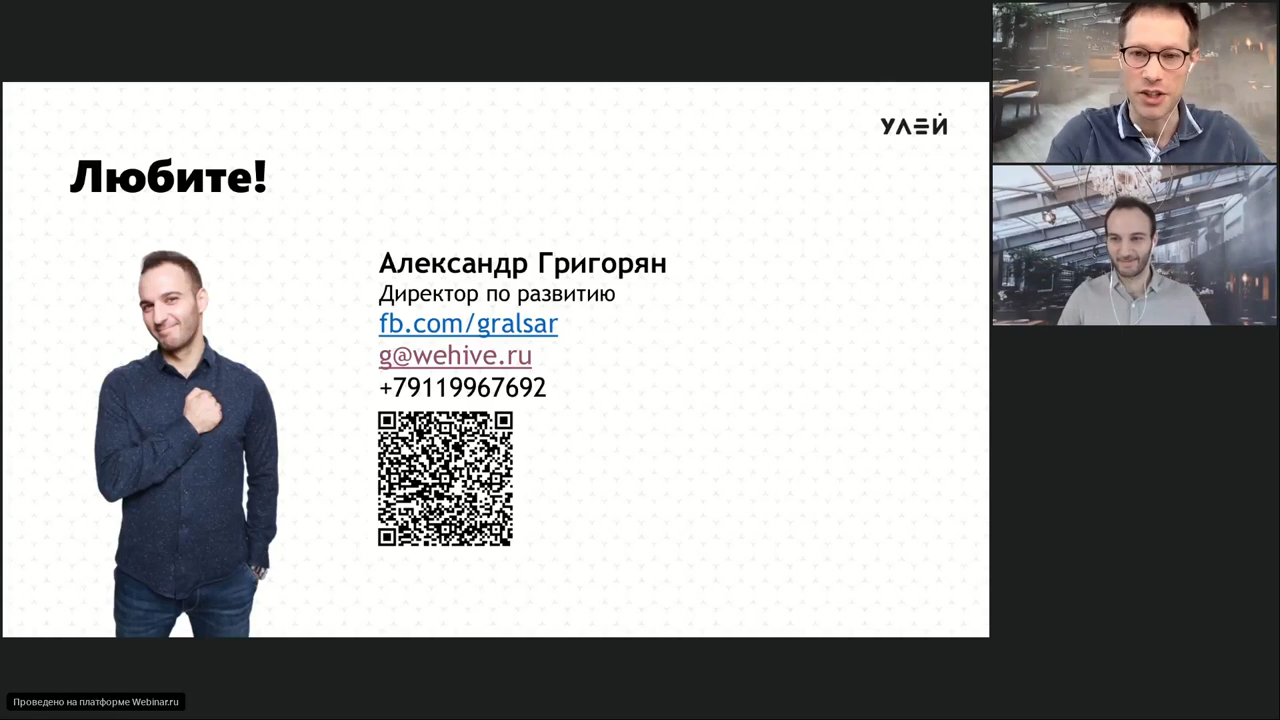 УЛЕЙ
Любите!
Александр Григорян
Директор по развитию
fb.com/gralsar
g@wehive.ru
+79119967692
Проведено на платформе Webinar.ru